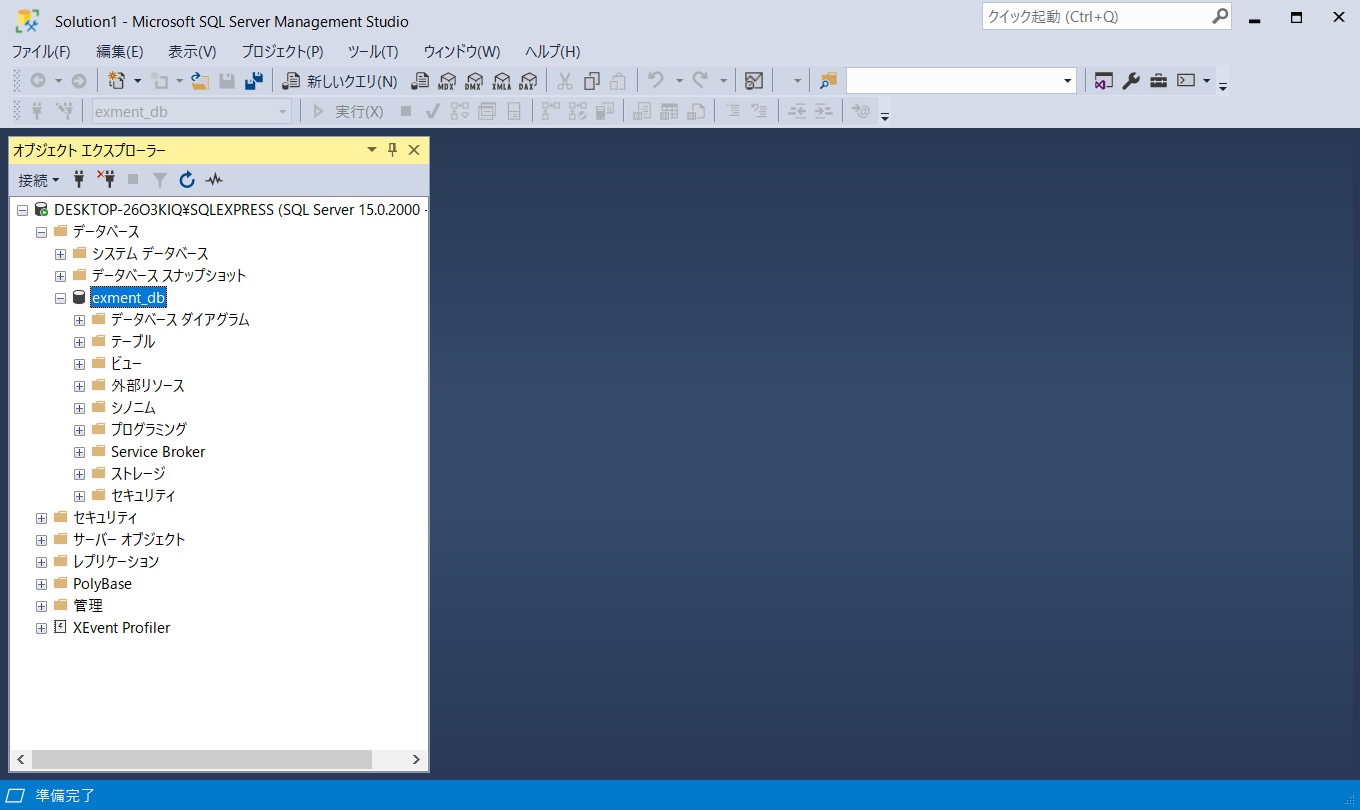 Solution1 - Microsoft SQL Server Management Studio
クイック起動 (Ctrl+Q)
ファイル(F) 編集(E) 表示(V) プロジェクト(P) ツール(T) ウィンドウ(W) ヘルプ(H)
新しいクエリ(N) MDX DMX XMLA DAX
exment_db 実行(X)
オブジェクト エクスプローラー
接続
DESKTOP-26O3KIQ¥SQLEXPRESS (SQL Server 15.0.2000 -
データベース
システム データベース
データベース スナップショット
exment_db
データベース ダイアグラム
テーブル
ビュー
外部リソース
シノニム
プログラミング
Service Broker
ストレージ
セキュリティ
セキュリティ
サーバー オブジェクト
レプリケーション
PolyBase
管理
XEvent Profiler
準備完了